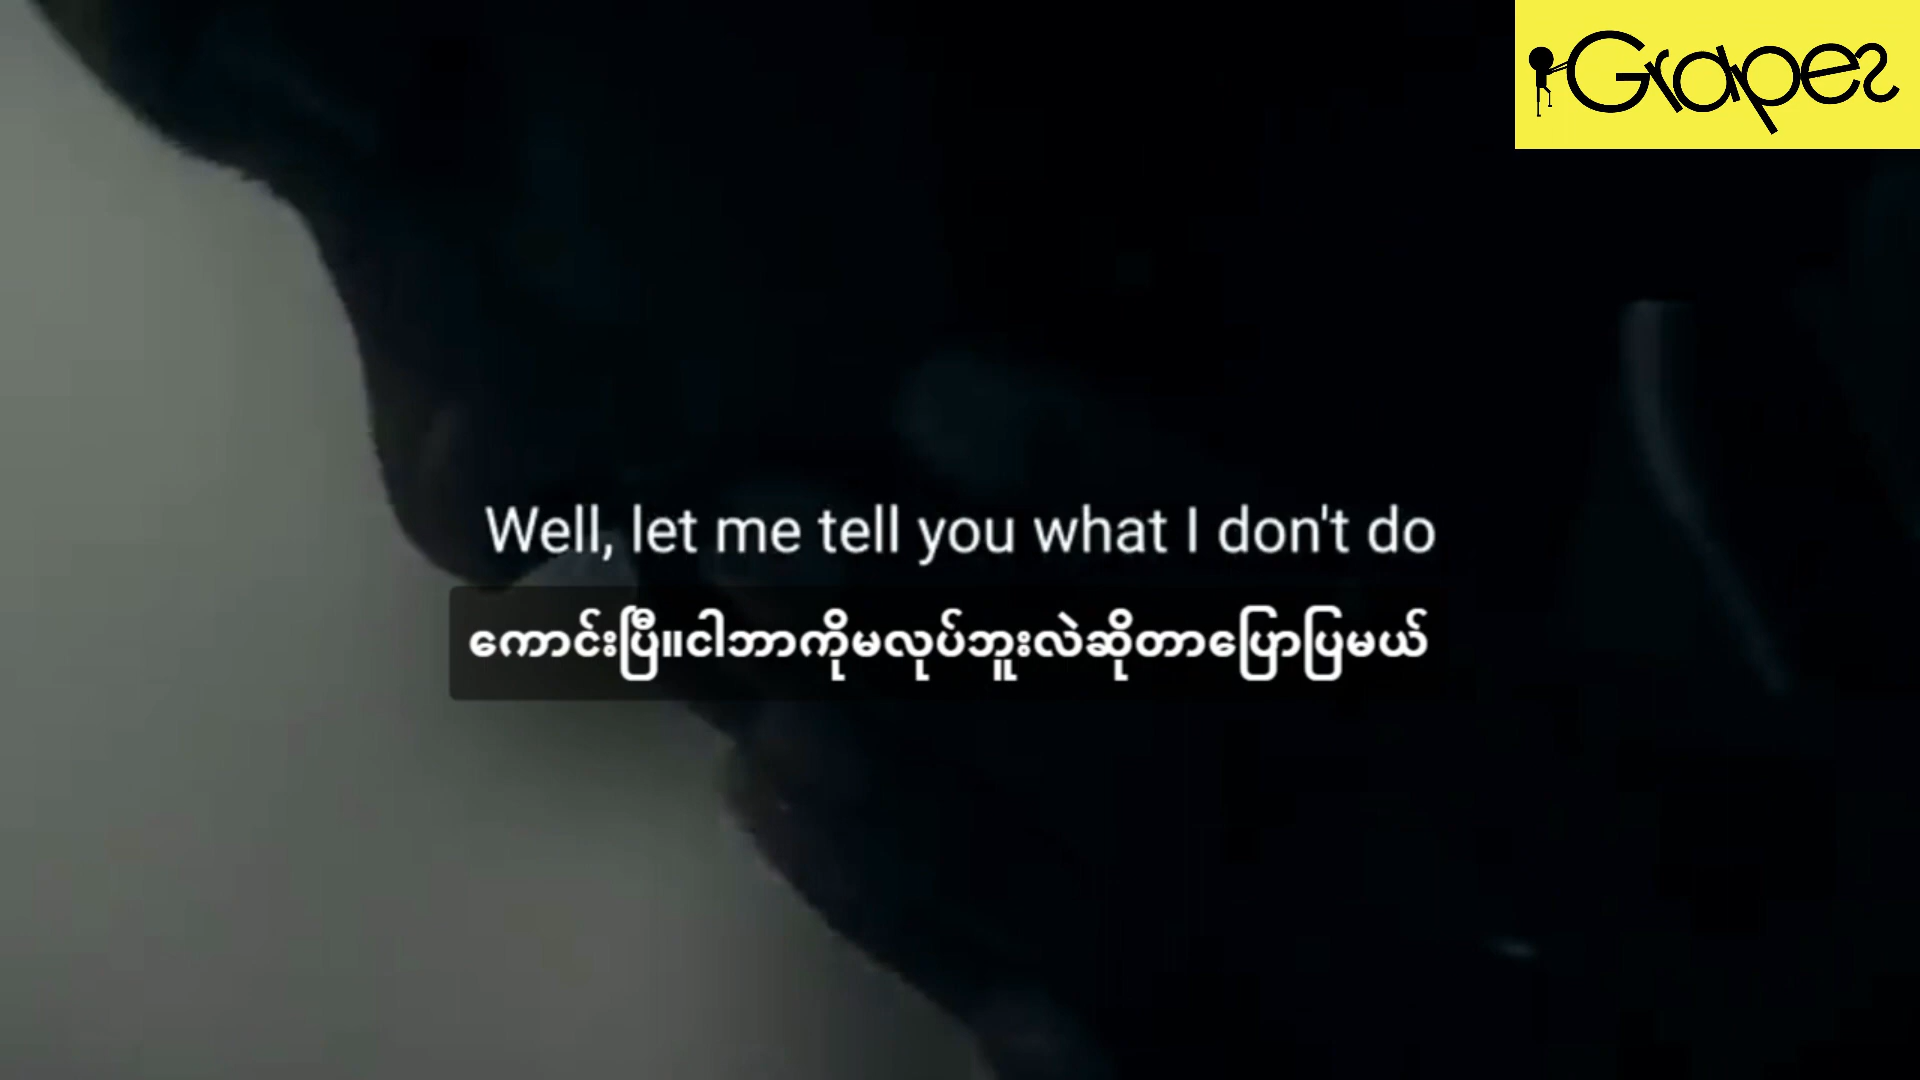 iGrapes
Well, let me tell you what I don't do
ကောင်းပြီ။ငါဘာကိုမလုပ်ဘူးလဲဆိုတာပြောပြမယ်